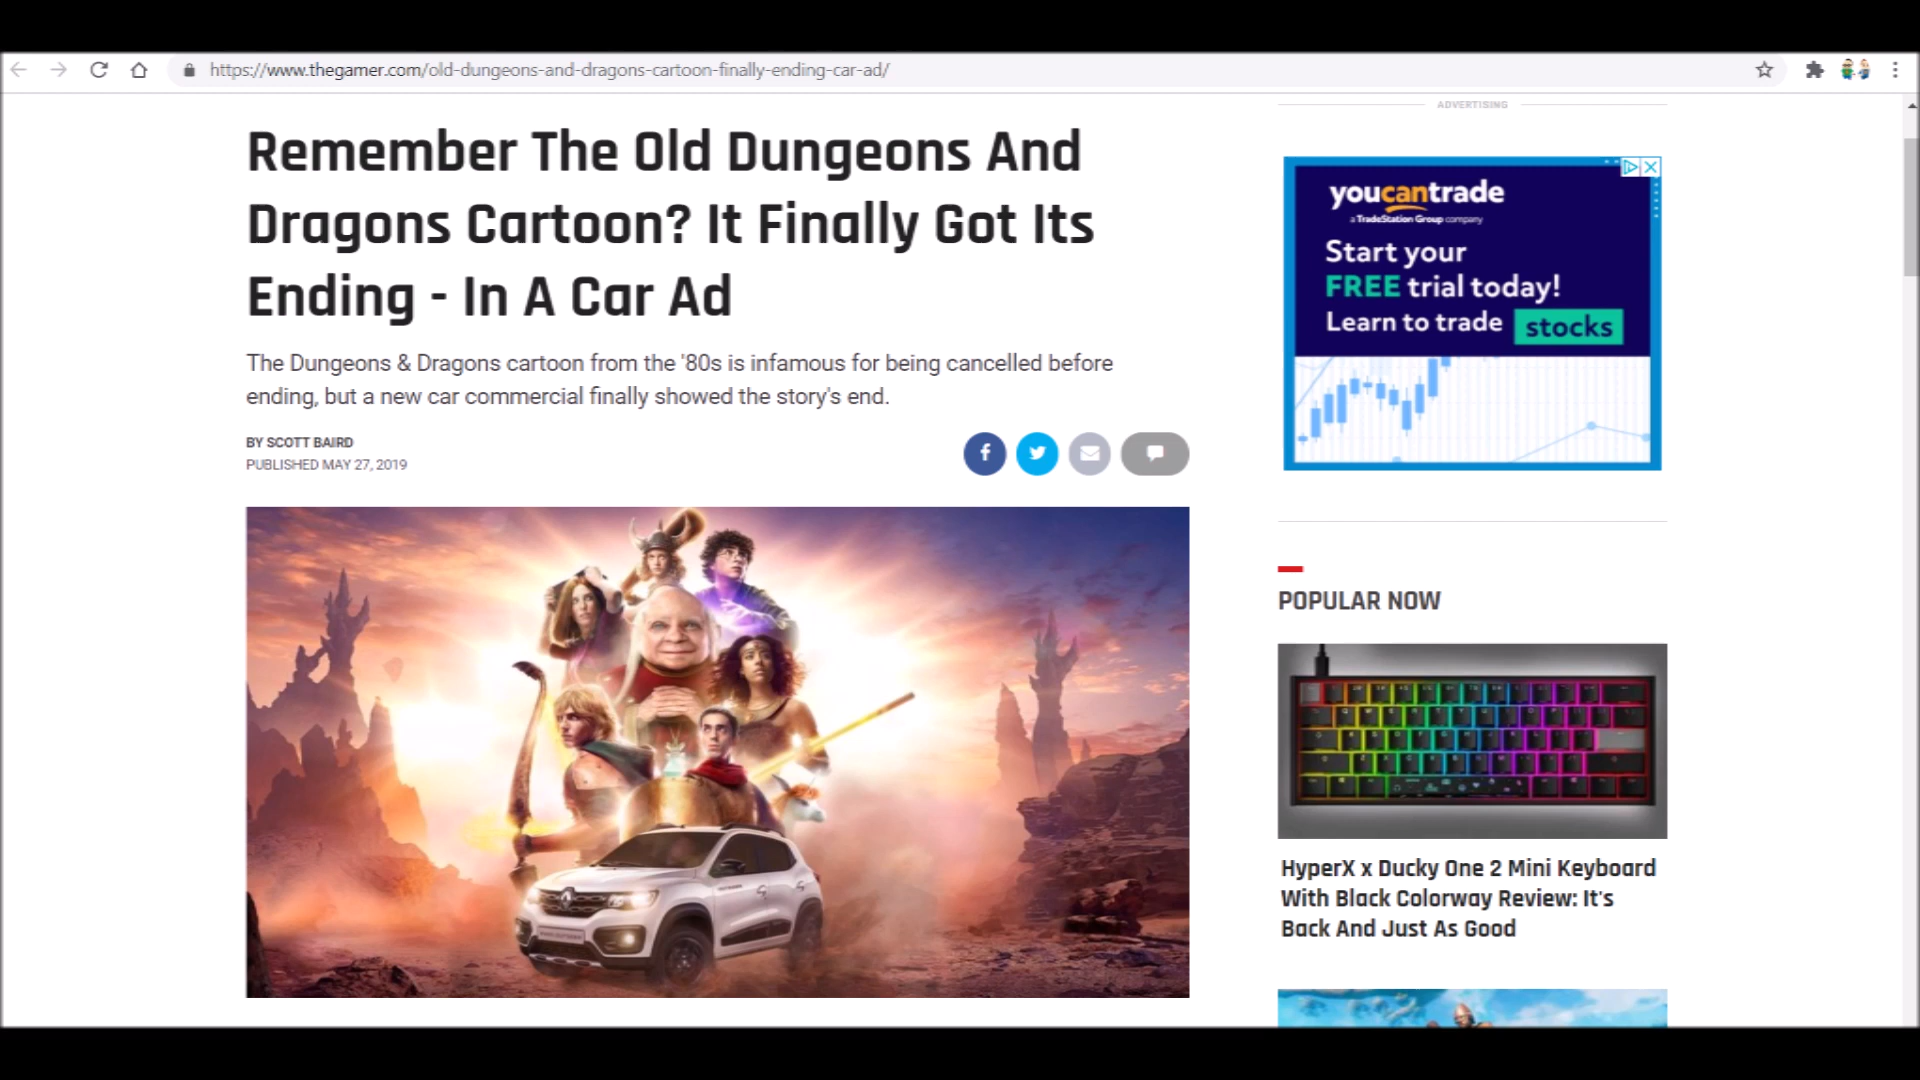 https://www.thegamer.com/old-dungeons-and-dragons-cartoon-finally-ending-car-ad/
Remember The Old Dungeons And
Dragons Cartoon? It Finally Got Its
Ending - In A Car Ad
The Dungeons & Dragons cartoon from the '80s is infamous for being cancelled before
ending, but a new car commercial finally showed the story's end.
BY SCOTT BAIRD
PUBLISHED MAY 27, 2019
ADVERTISING
youcantrade
a TradeStation Group company
Start your
FREE trial today!
Learn to trade stocks
POPULAR NOW
HyperX x Ducky One 2 Mini Keyboard
With Black Colorway Review: It's
Back And Just As Good